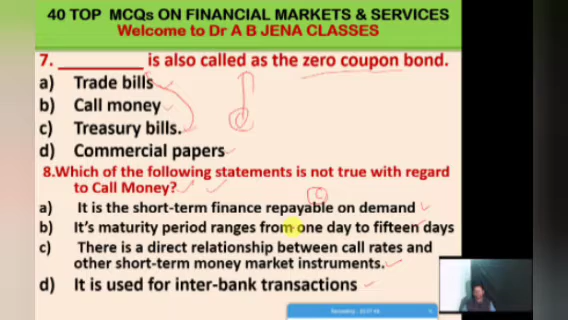 40 TOP MCQs ON FINANCIAL MARKETS & SERVICES
Welcome to Dr A B JENA CLASSES
7. __________ is also called as the zero coupon bond.
a) Trade bills
b) Call money
c) Treasury bills.
d) Commercial papers
8.Which of the following statements is not true with regard
to Call Money?
a) It is the short-term finance repayable on demand
b) It's maturity period ranges from one day to fifteen days
c) There is a direct relationship between call rates and
other short-term money market instruments.
d) It is used for inter-bank transactions